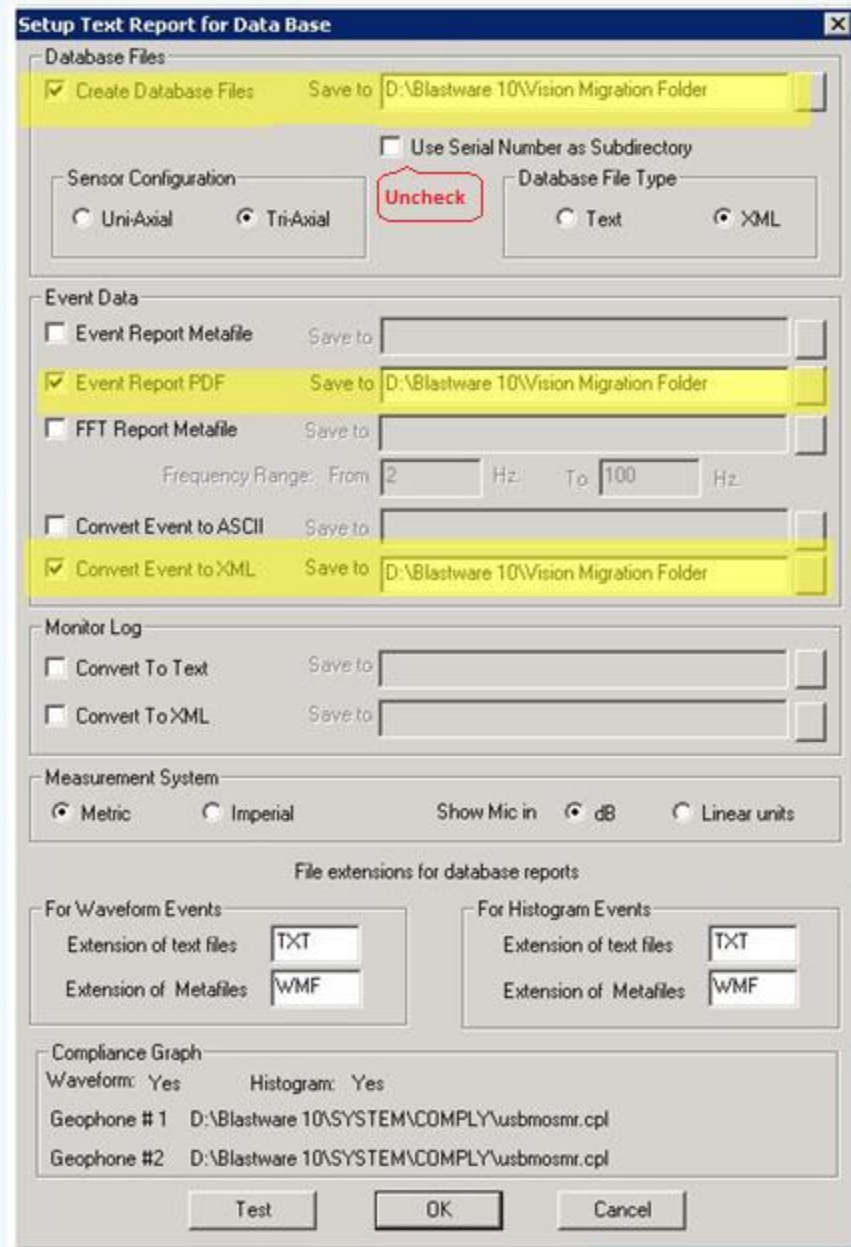 Setup Text Report for Data Base
Database Files
Create Database Files Save to D:\Blastware 10\Vision Migration Folder
Use Serial Number as Subdirectory
Uncheck
Sensor Configuration
Uni-Axial Tri-Axial
Database File Type
Text XML
Event Data
Event Report Metafile Save to
Event Report PDF Save to D:\Blastware 10\Vision Migration Folder
FFT Report Metafile Save to
Frequency Range: From 2 Hz. To 100 Hz.
Convert Event to ASCII Save to
Convert Event to XML Save to D:\Blastware 10\Vision Migration Folder
Monitor Log
Convert To Text Save to
Convert To XML Save to
Measurement System
Metric Imperial Show Mic in dB Linear units
File extensions for database reports
For Waveform Events
Extension of text files TXT
Extension of Metafiles WMF
For Histogram Events
Extension of text files TXT
Extension of Metafiles WMF
Compliance Graph
Waveform: Yes Histogram: Yes
Geophone # 1 D:\Blastware 10\SYSTEM\COMPLY\usbmosmr.cpl
Geophone #2 D:\Blastware 10\SYSTEM\COMPLY\usbmosmr.cpl
Test OK Cancel